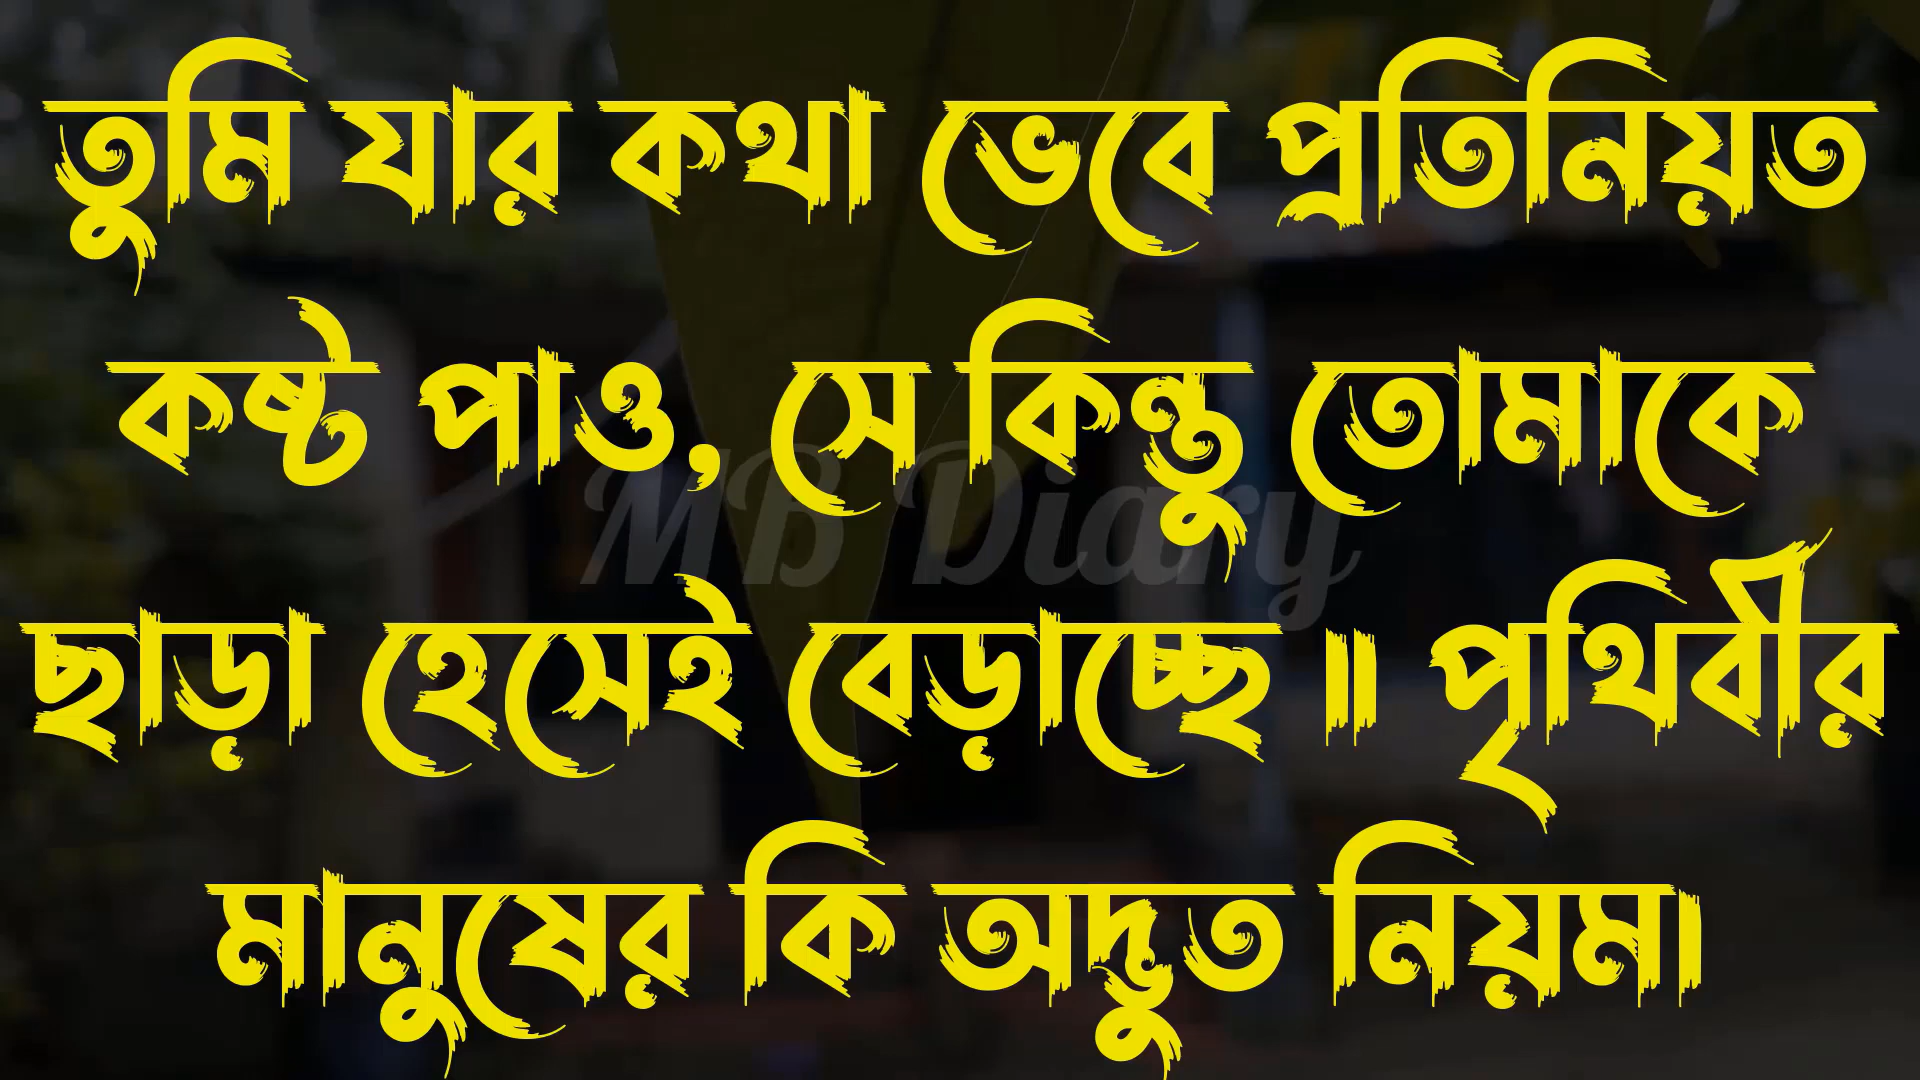 তুমি যার কথা ভেবে প্রতিনিয়ত
কষ্ট পাও, সে কিন্তু তোমাকে
MB Diary
ছাড়া হেসেই বেড়াচ্ছে ॥ পৃথিবীর
মানুষের কি অদ্ভুত নিয়ম।